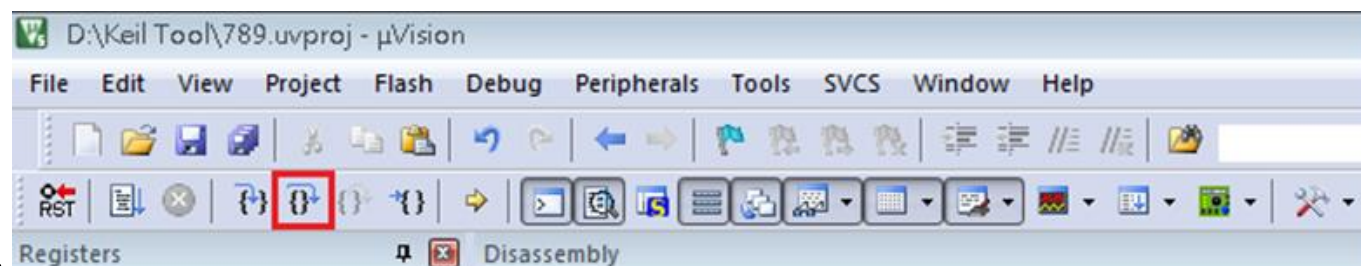 D:\Keil Tool\789.uvproj - µVision
File Edit View Project Flash Debug Peripherals Tools SVCS Window Help
RST {} {} {} {}
Registers Disassembly